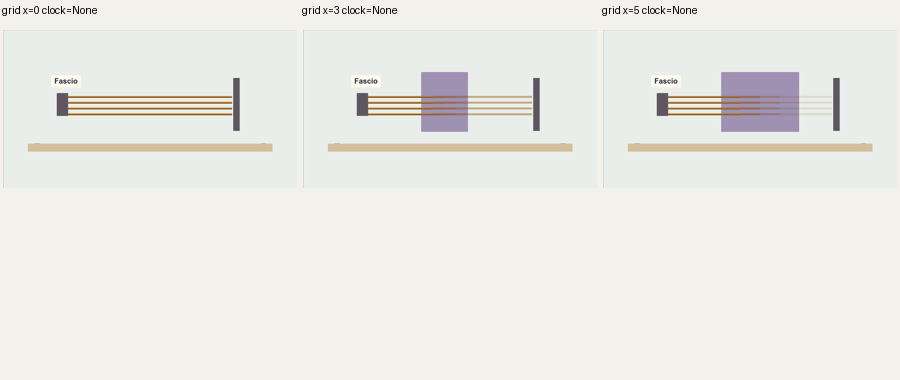 grid x=0 clock=None
grid x=3 clock=None
grid x=5 clock=None
Fascio
Fascio
Fascio